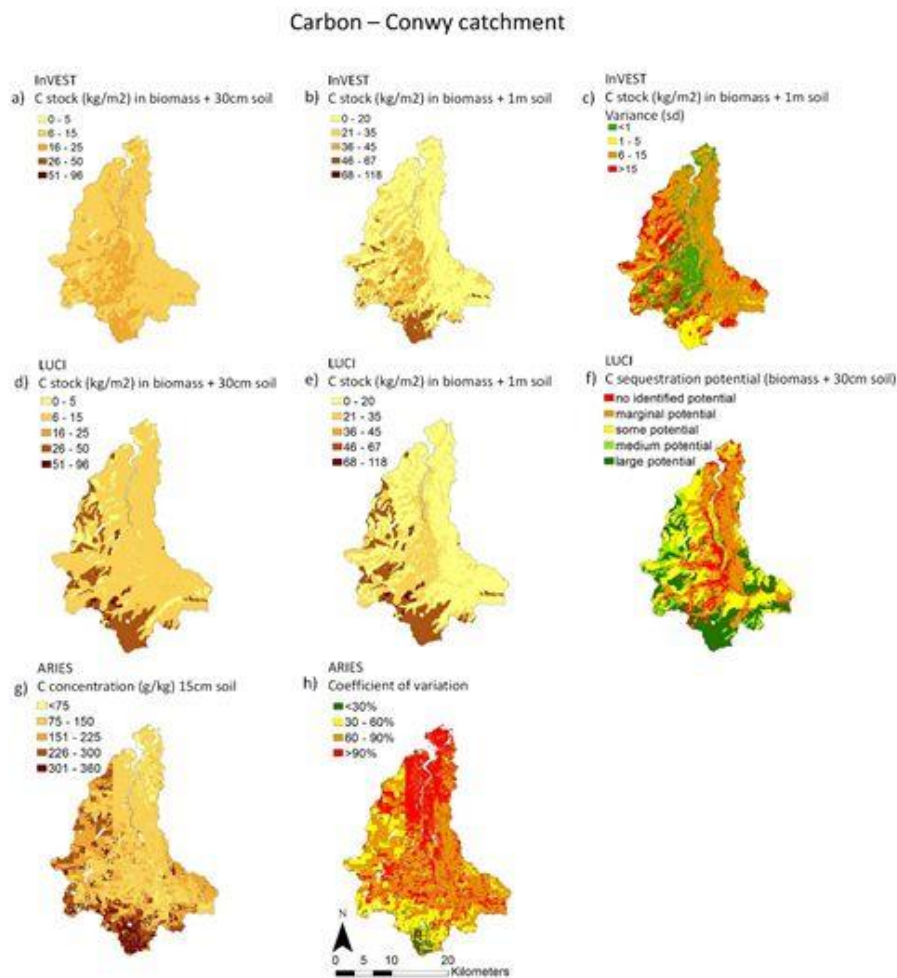 Carbon – Conwy catchment
InVEST
a) C stock (kg/m2) in biomass + 30cm soil
0 - 5
6 - 15
16 - 25
26 - 50
51 - 96
InVEST
b) C stock (kg/m2) in biomass + 1m soil
0 - 20
21 - 35
36 - 45
46 - 67
68 - 118
InVEST
c) C stock (kg/m2) in biomass + 1m soil
Variance (sd)
<1
1 - 5
6 - 15
>15
LUCI
d) C stock (kg/m2) in biomass + 30cm soil
0 - 5
6 - 15
16 - 25
26 - 50
51 - 96
LUCI
e) C stock (kg/m2) in biomass + 1m soil
0 - 20
21 - 35
36 - 45
46 - 67
68 - 118
LUCI
f) C sequestration potential (biomass + 30cm soil)
no identified potential
marginal potential
some potential
medium potential
large potential
ARIES
g) C concentration (g/kg) 15cm soil
<75
75 - 150
151 - 225
226 - 300
301 - 360
ARIES
h) Coefficient of variation
<30%
30 - 60%
60 - 90%
>90%
N
0 5 10 20
Kilometers